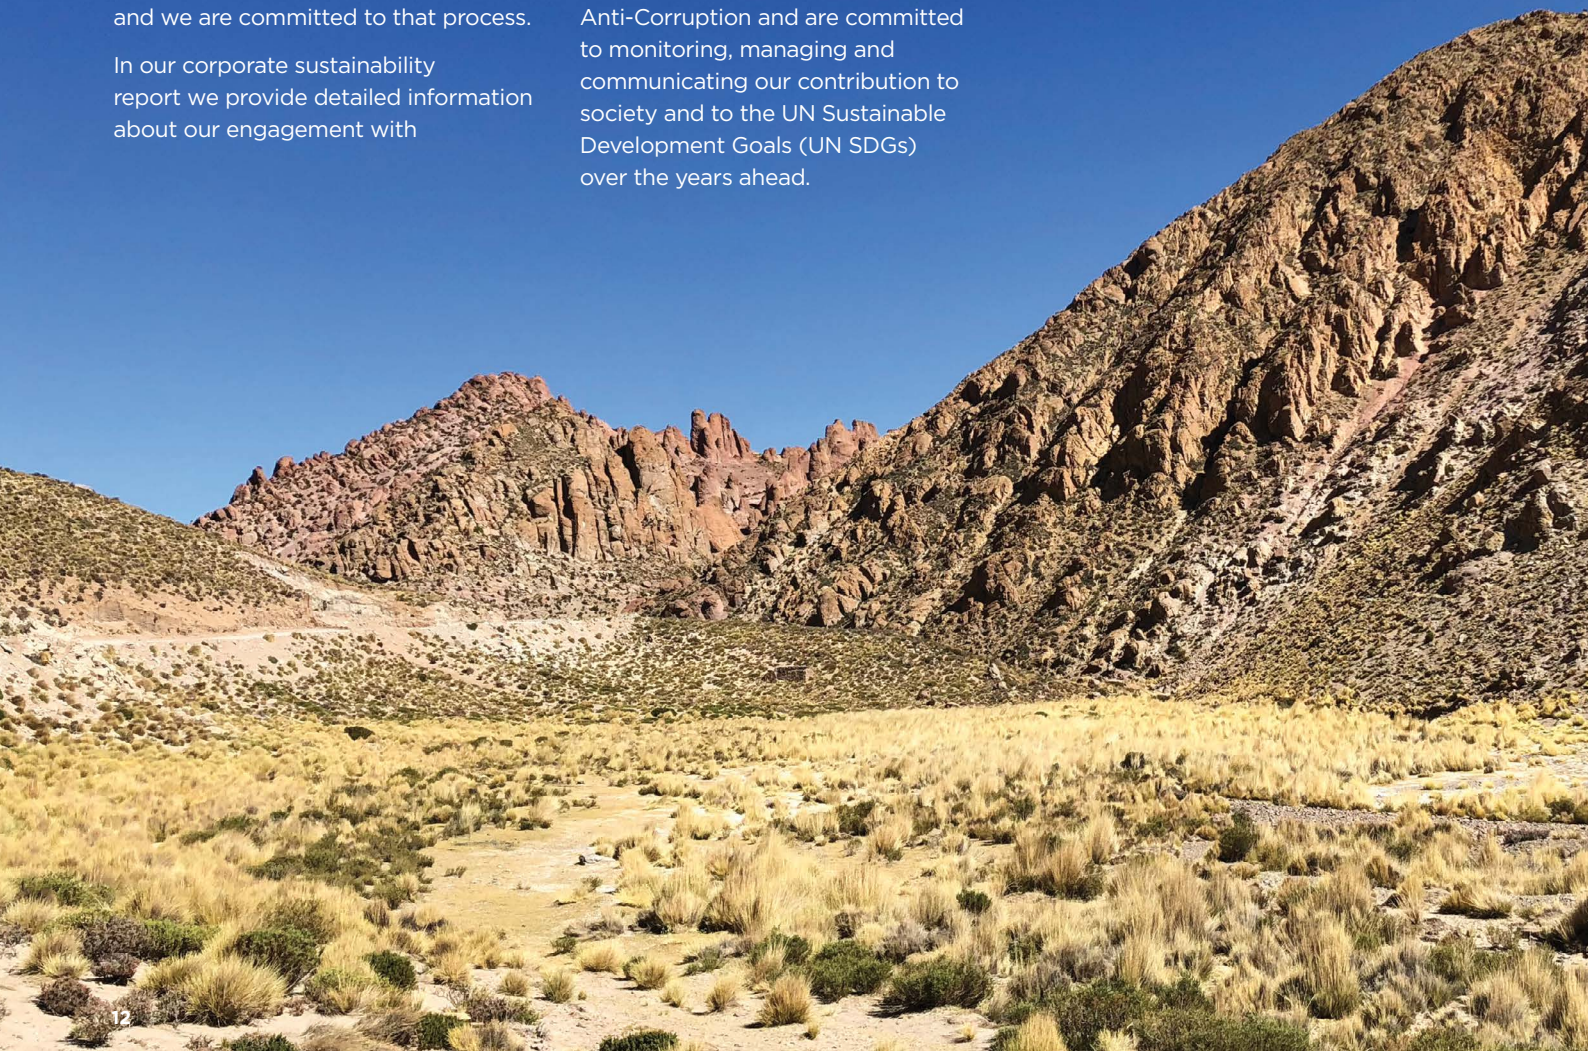 and we are committed to that process.
In our corporate sustainability
report we provide detailed information
about our engagement with
Anti-Corruption and are committed
to monitoring, managing and
communicating our contribution to
society and to the UN Sustainable
Development Goals (UN SDGs)
over the years ahead.
12